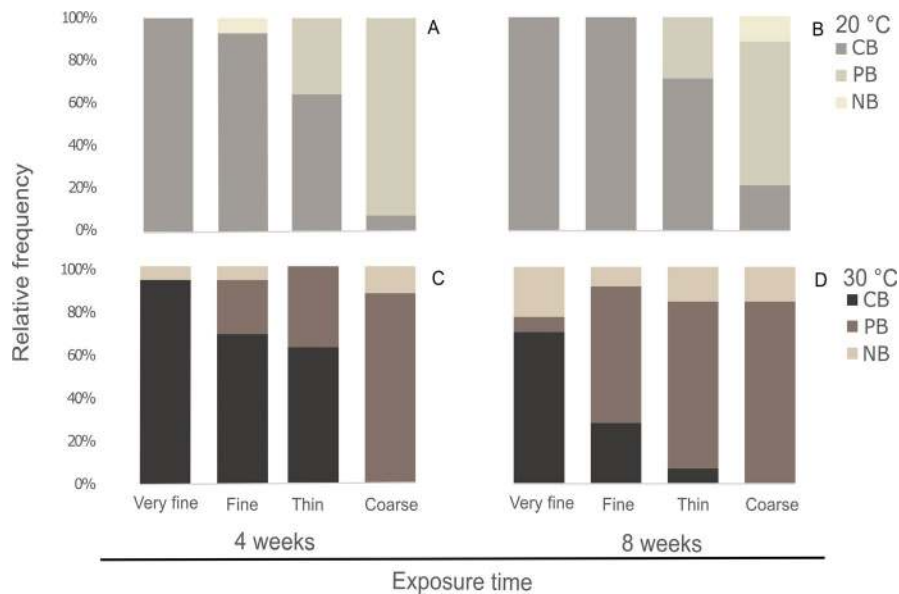 Relative frequency
100%
80%
60%
40%
20%
0%
A
B
20 °C
CB
PB
NB
100%
80%
60%
40%
20%
0%
C
D
30 °C
CB
PB
NB
Very fine Fine Thin Coarse
Very fine Fine Thin Coarse
4 weeks
8 weeks
Exposure time